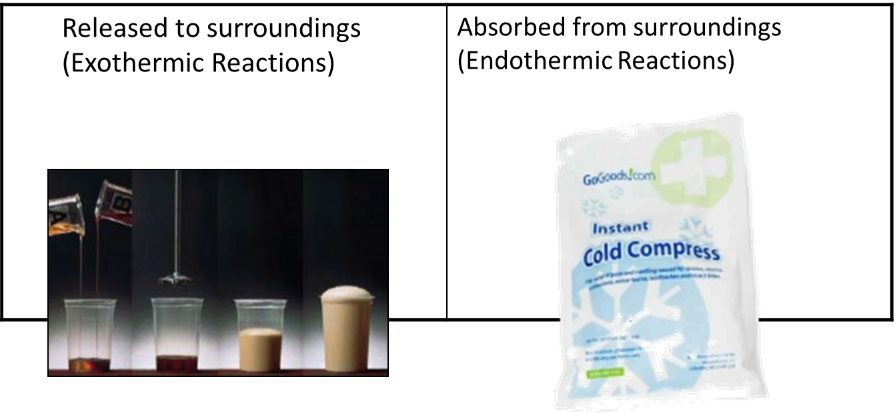 Released to surroundings
(Exothermic Reactions)
Absorbed from surroundings
(Endothermic Reactions)
A
B
GoGoods!com
Instant
Cold Compress